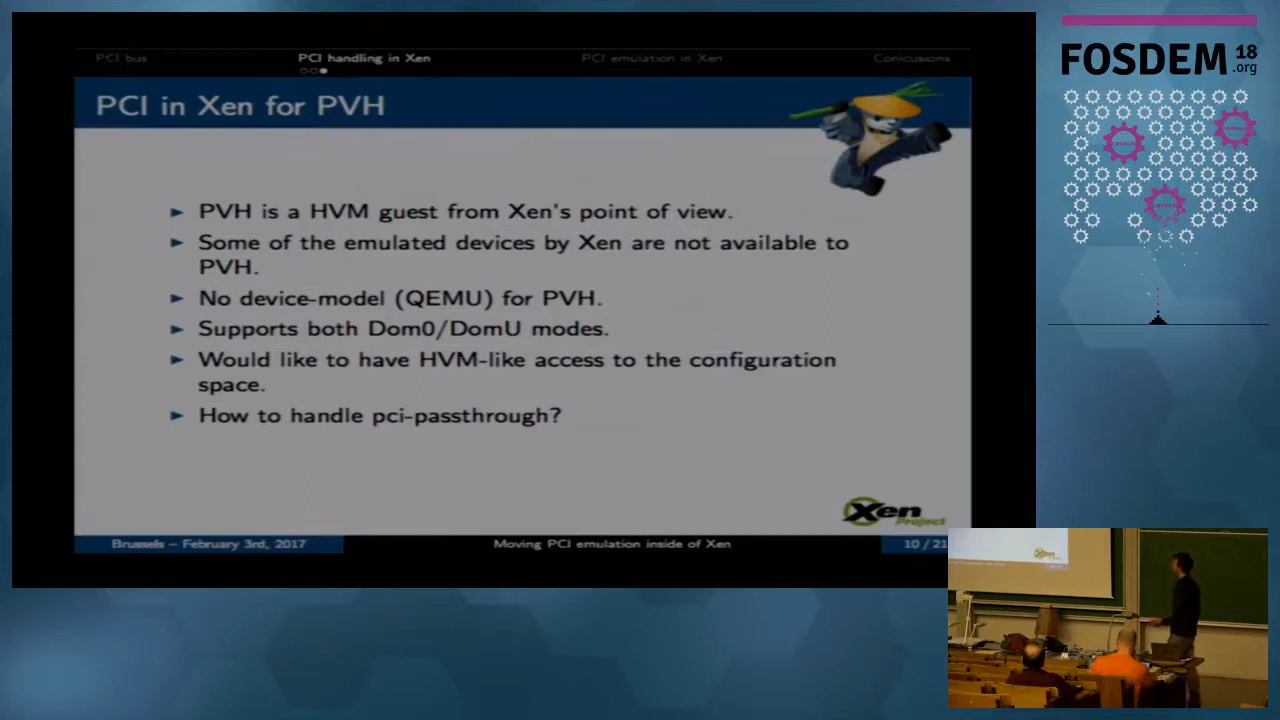 PCI bus
PCI handling in Xen
PCI emulation in Xen
Conclusions
PCI in Xen for PVH
► PVH is a HVM guest from Xen's point of view.
► Some of the emulated devices by Xen are not available to
PVH.
► No device-model (QEMU) for PVH.
► Supports both Dom0/DomU modes.
► Would like to have HVM-like access to the configuration
space.
► How to handle pci-passthrough?
Xen
Project
Brussels – February 3rd, 2017
Moving PCI emulation inside of Xen
10 / 21
FOSDEM 18
.org